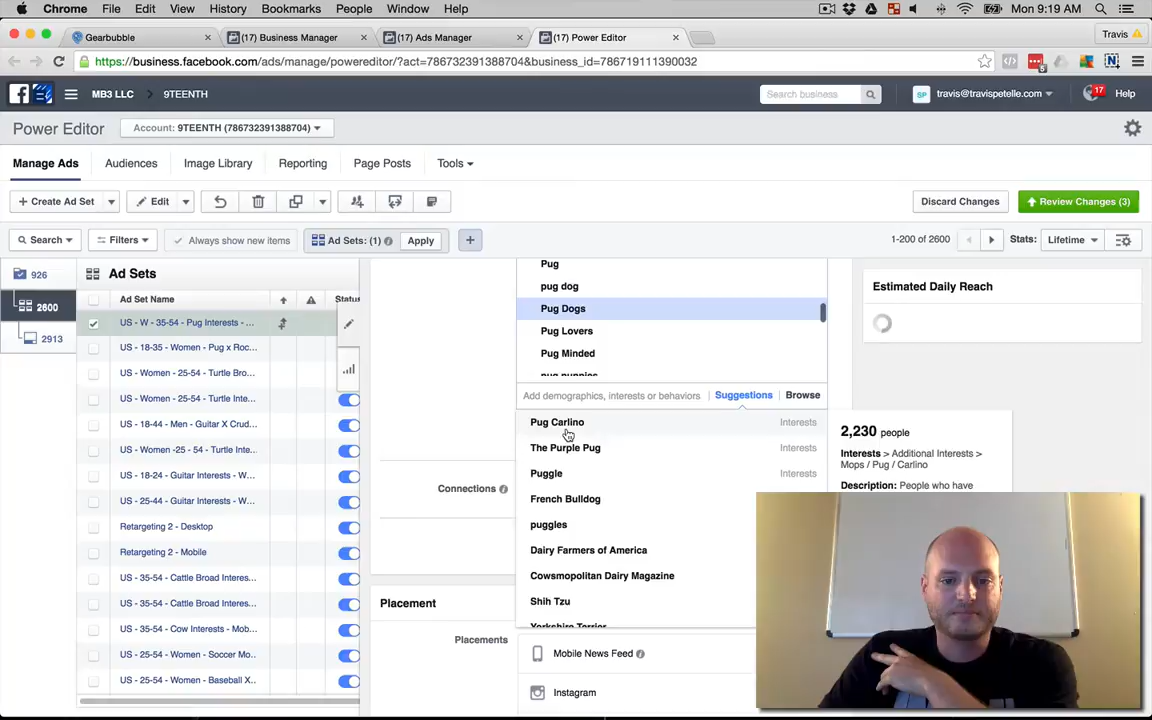 Chrome File Edit View History Bookmarks People Window Help Mon 9:19 AM
Gearbubble (17) Business Manager (17) Ads Manager (17) Power Editor Travis
https://business.facebook.com/ads/manage/powereditor/?act=786732391388704&business_id=786719111390032
MB3 LLC > 9TEENTH Search business travis@travispetelle.com 17 Help
Power Editor Account: 9TEENTH (786732391388704)
Manage Ads Audiences Image Library Reporting Page Posts Tools
+ Create Ad Set Edit Discard Changes Review Changes (3)
Search Filters Always show new items Ad Sets: (1) Apply + 1-200 of 2600 Stats: Lifetime
926
2600
2913
Ad Sets
Ad Set Name Status
US - W - 35-54 - Pug Interests - ...
US - 18-35 - Women - Pug x Roc...
US - Women - 25-54 - Turtle Bro...
US - Women - 25-54 - Turtle Inte...
US - 18-44 - Men - Guitar X Crud...
US - Women -25 - 54 - Turtle Inte...
US - 18-24 - Guitar Interests - W...
US - 25-44 - Guitar Interests - W...
Retargeting 2 - Desktop
Retargeting 2 - Mobile
US - 35-54 - Cattle Broad Interes...
US - 35-54 - Cattle Broad Interes...
US - 35-54 - Cow Interests - Mob...
US - 25-54 - Women - Soccer Mo...
US - 25-54 - Women - Baseball X...
Pug
pug dog
Pug Dogs
Pug Lovers
Pug Minded
pug puppies
Add demographics, interests or behaviors Suggestions Browse
Pug Carlino Interests
The Purple Pug Interests
Puggle Interests
French Bulldog
puggles
Dairy Farmers of America
Cowsmopolitan Dairy Magazine
Shih Tzu
Yorkshire Terrier
Connections
Placement
Placements
Mobile News Feed
Instagram
Estimated Daily Reach
2,230 people
Interests > Additional Interests >
Mops / Pug / Carlino
Description: People who have